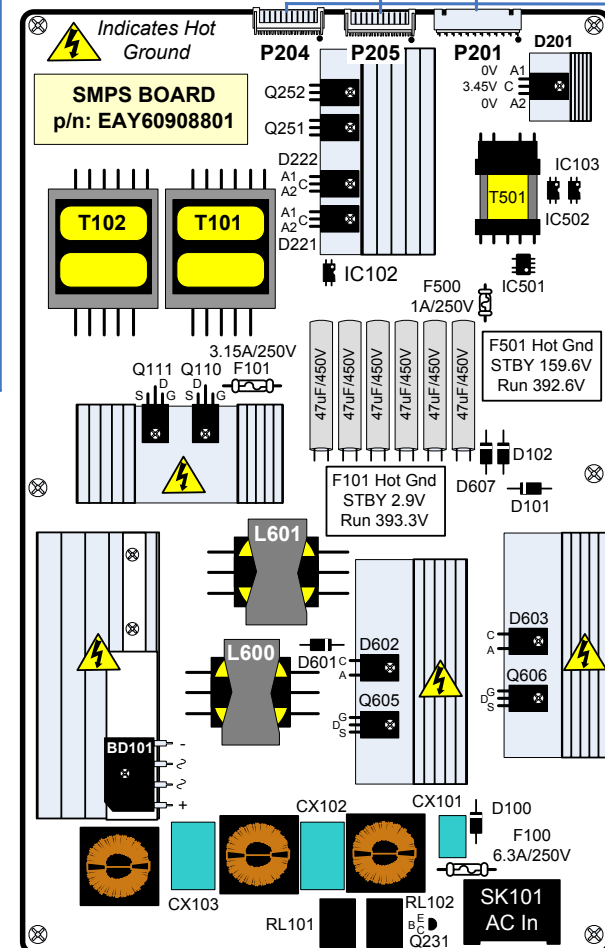 Indicates Hot
Ground
P204
P205
P201
D201
SMPS BOARD
p/n: EAY60908801
Q252
Q251
D222
A1
A2
C
A1
A2
C
D221
0V A1
3.45V C
0V A2
T102
T101
T501
IC103
IC502
IC501
IC102
F500
1A/250V
3.15A/250V
F101
Q111
Q110
S
D
G
S
D
G
47uF/450V
47uF/450V
47uF/450V
47uF/450V
47uF/450V
47uF/450V
F501 Hot Gnd
STBY 159.6V
Run 392.6V
F101 Hot Gnd
STBY 2.9V
Run 393.3V
D102
D607
D101
L601
L600
D601
D602
C
A
Q605
G
D
S
D603
C
A
Q606
G
D
S
BD101
-
~
~
+
CX102
CX101
D100
F100
6.3A/250V
CX103
RL101
RL102
E
B
C
Q231
SK101
AC In